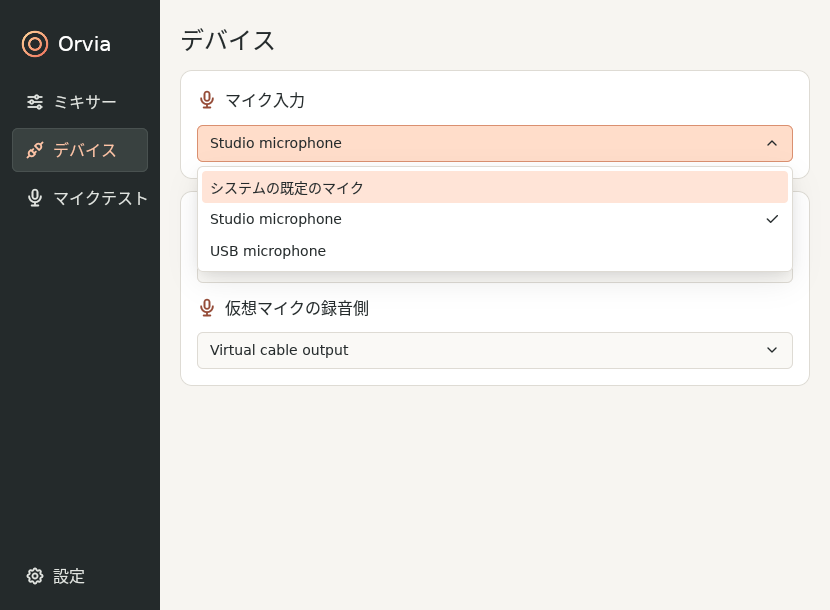 Orvia
ミキサー
デバイス
マイクテスト
設定
デバイス
マイク入力
Studio microphone
システムの既定のマイク
Studio microphone
USB microphone
仮想マイクの録音側
Virtual cable output